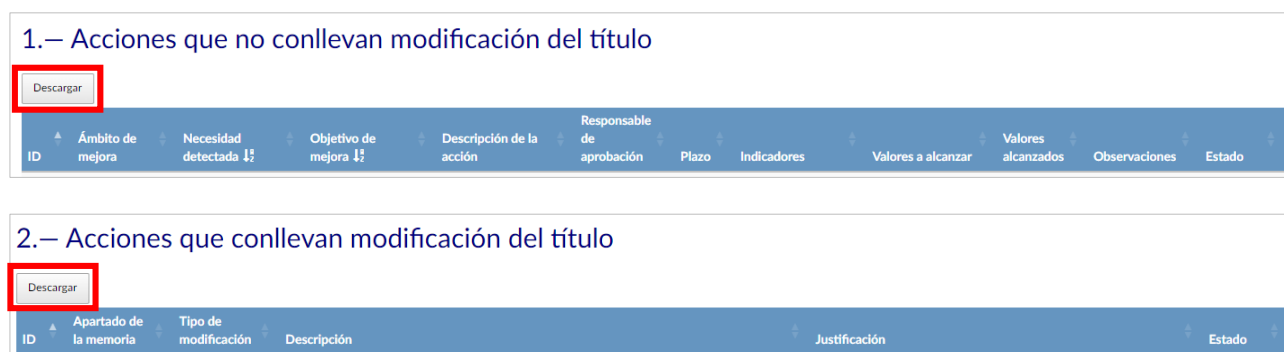 1.— Acciones que no conllevan modificación del título
Descargar
ID Ámbito de mejora Necesidad detectada Objetivo de mejora Descripción de la acción Responsable de aprobación Plazo Indicadores Valores a alcanzar Valores alcanzados Observaciones Estado
2.— Acciones que conllevan modificación del título
Descargar
ID Apartado de la memoria Tipo de modificación Descripción Justificación Estado